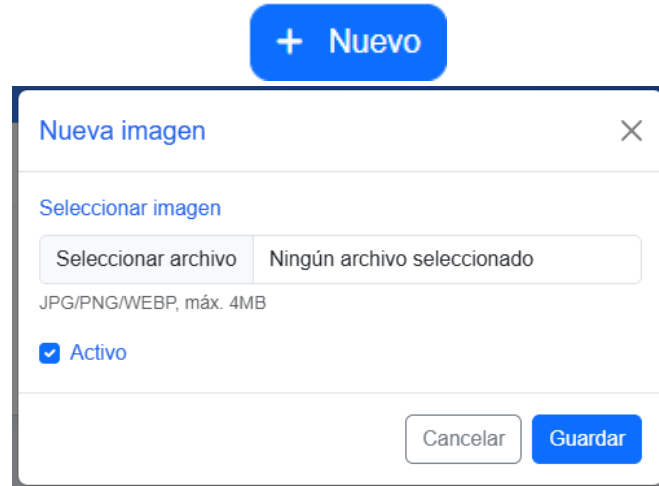 + Nuevo
Nueva imagen
Seleccionar imagen
Seleccionar archivo Ningún archivo seleccionado
JPG/PNG/WEBP, máx. 4MB
Activo
Cancelar Guardar